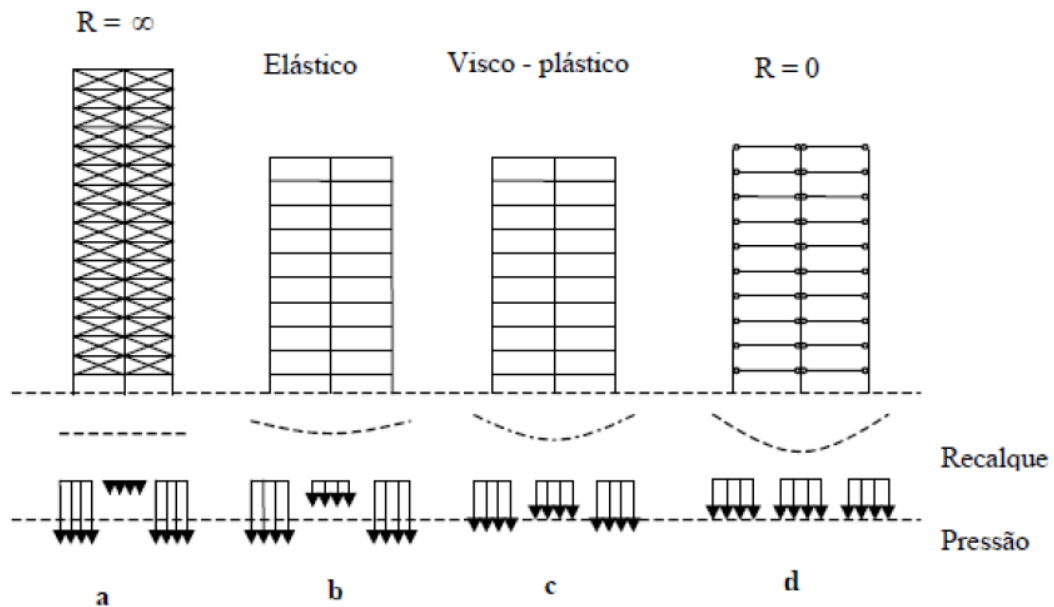 R = ∞
Elástico
Visco - plástico
R = 0
Recalque
Pressão
a
b
c
d